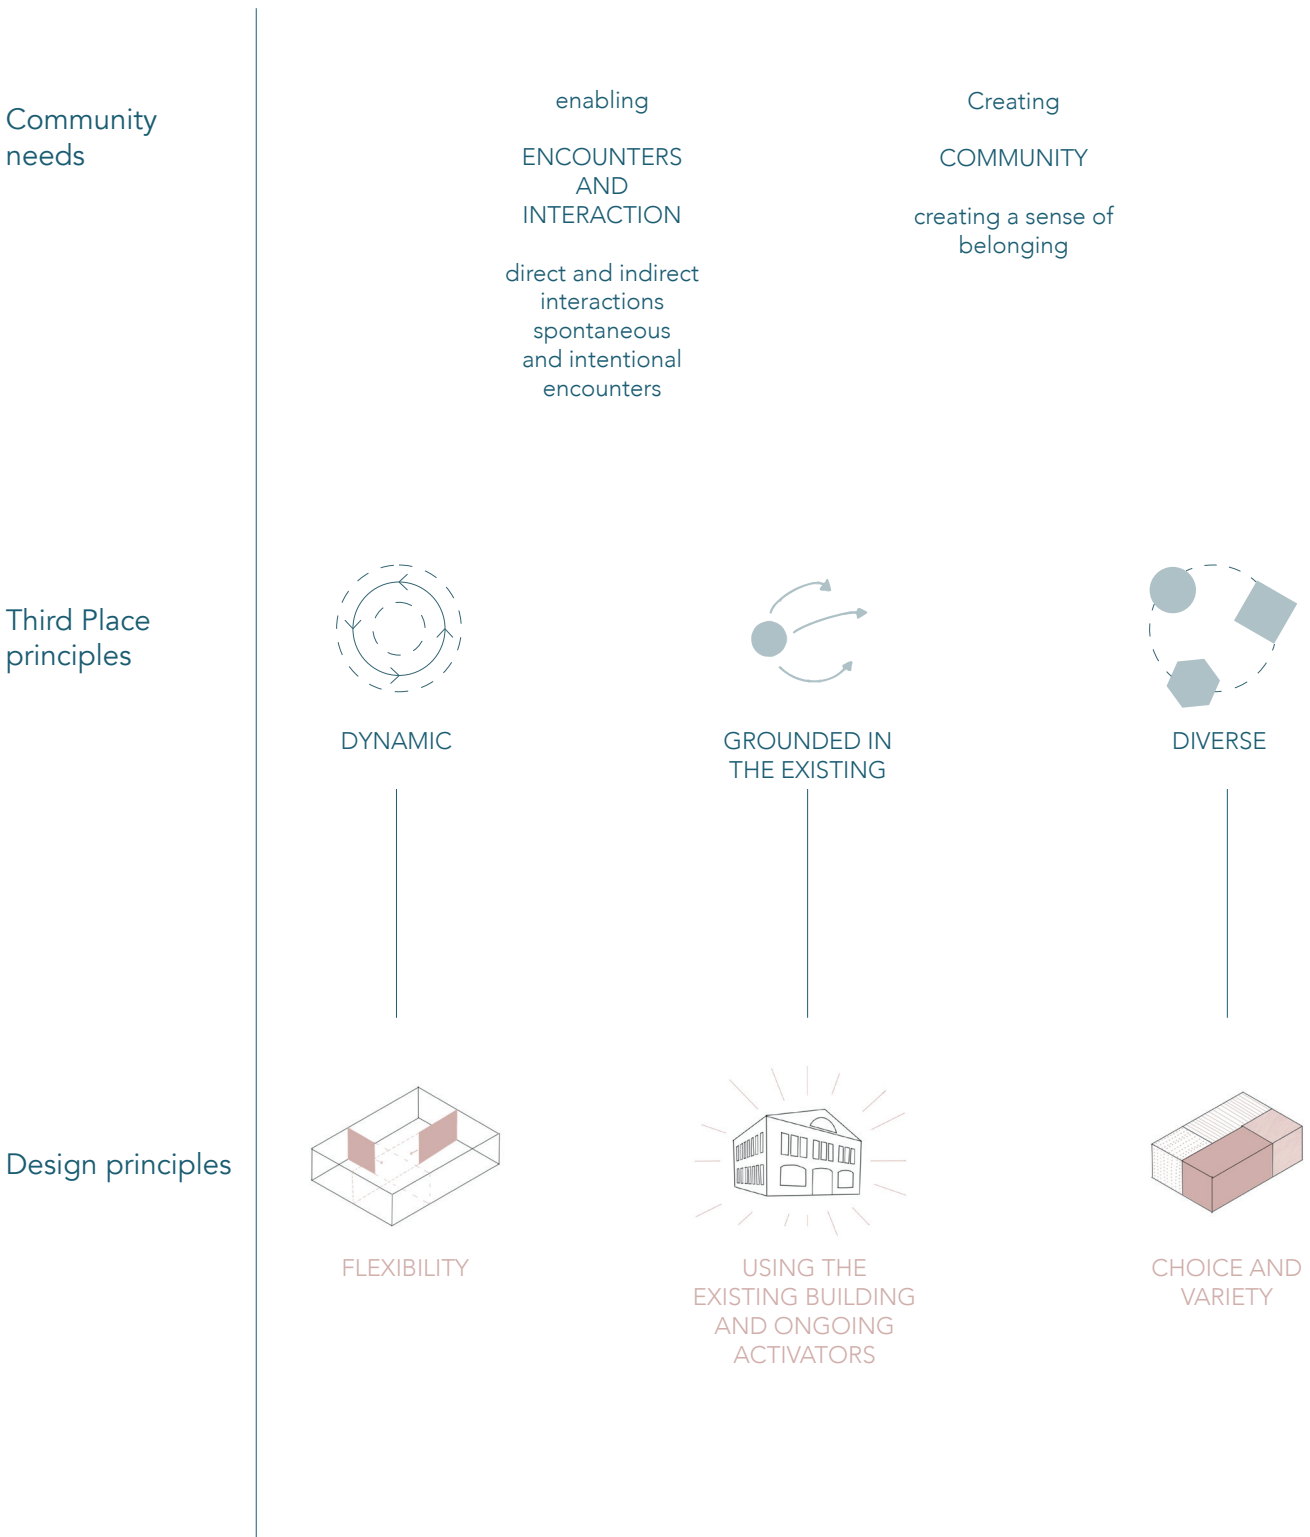 Community
needs
enabling
ENCOUNTERS
AND
INTERACTION
direct and indirect
interactions
spontaneous
and intentional
encounters
Creating
COMMUNITY
creating a sense of
belonging
Third Place
principles
DYNAMIC
GROUNDED IN
THE EXISTING
DIVERSE
Design principles
FLEXIBILITY
USING THE
EXISTING BUILDING
AND ONGOING
ACTIVATORS
CHOICE AND
VARIETY